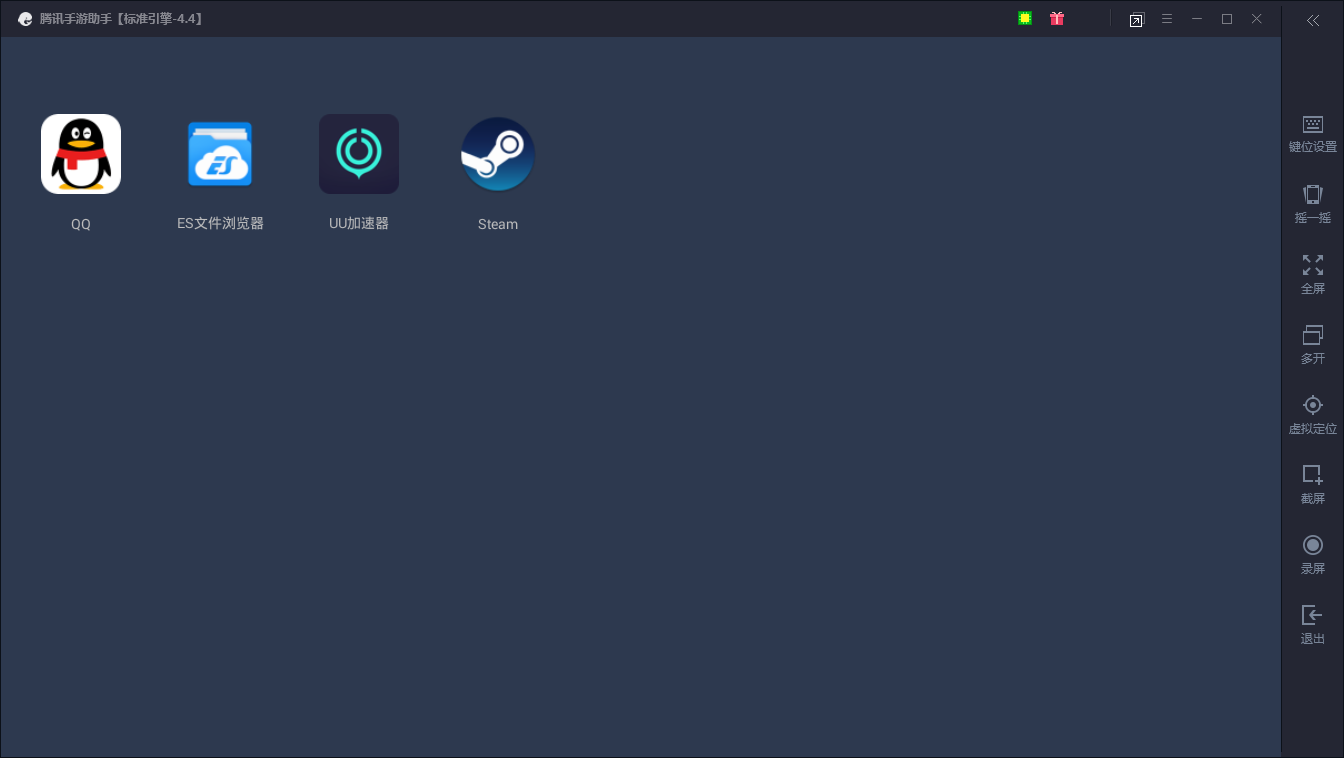 腾讯手游助手【标准引擎-4.4】
QQ
ES文件浏览器
UU加速器
Steam
键位设置
摇一摇
全屏
多开
虚拟定位
截屏
录屏
退出